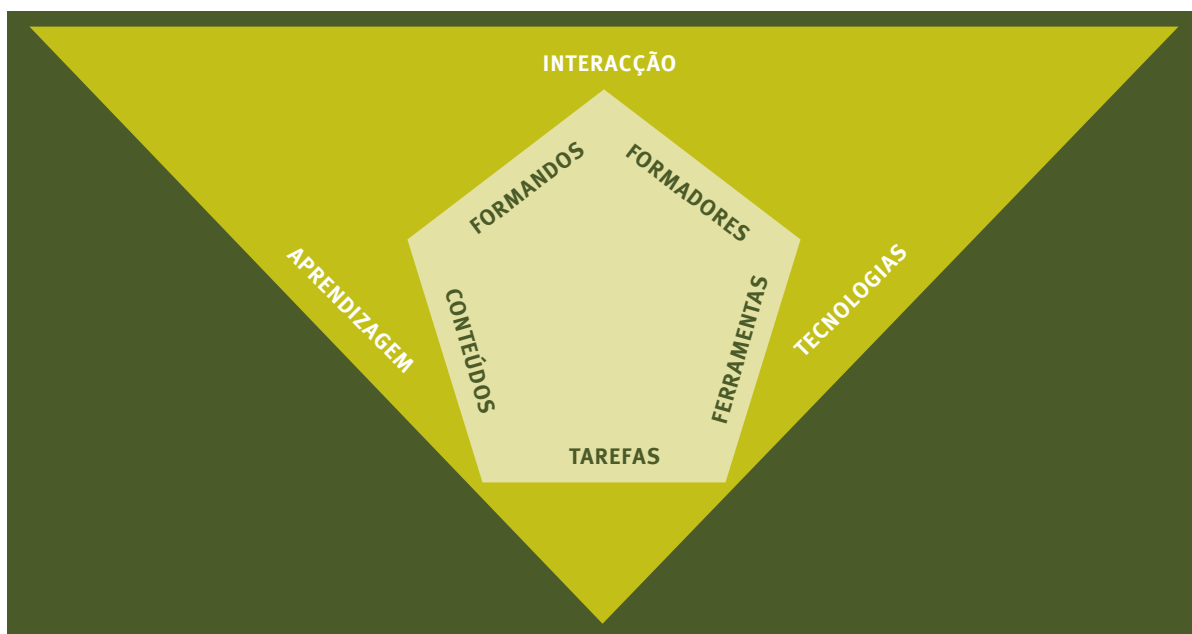 INTERACÇÃO
FORMANDOS
FORMADORES
APRENDIZAGEM
TECNOLOGIAS
CONTEÚDOS
FERRAMENTAS
TAREFAS